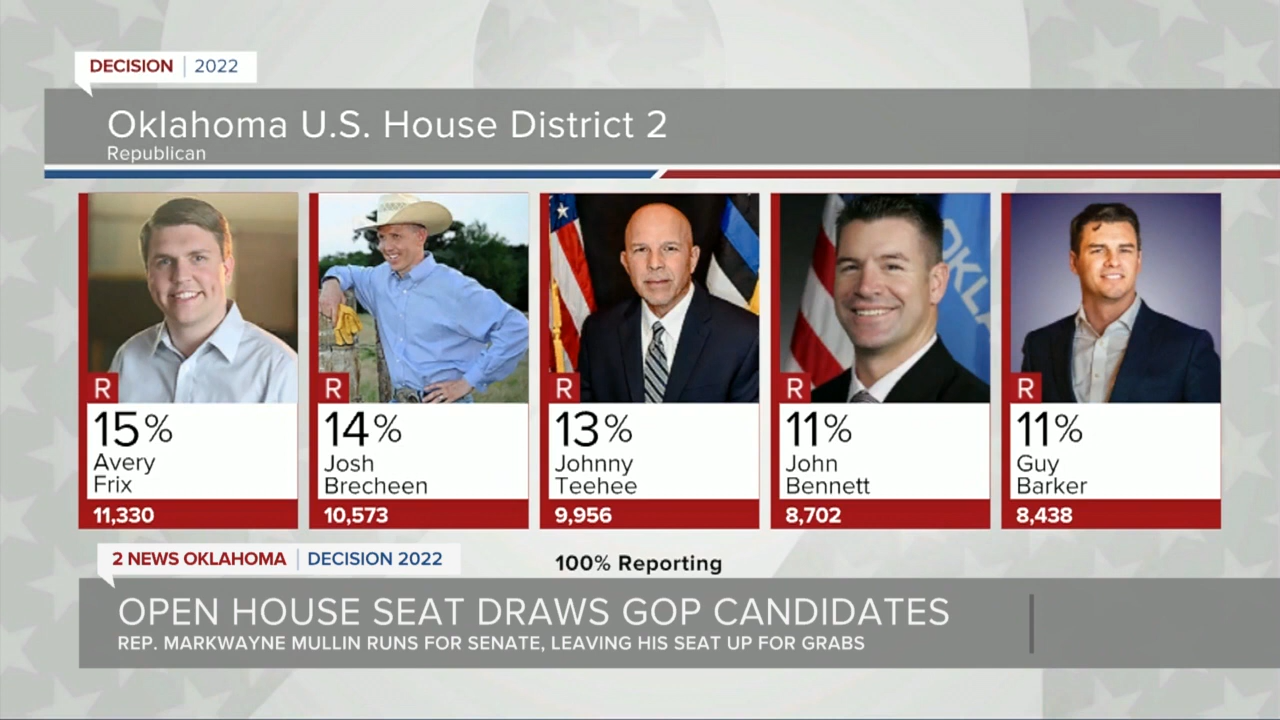 DECISION | 2022
Oklahoma U.S. House District 2
Republican
OKL
R
15%
Avery
Frix
11,330
R
14%
Josh
Brecheen
10,573
R
13%
Johnny
Teehee
9,956
R
11%
John
Bennett
8,702
R
11%
Guy
Barker
8,438
2 NEWS OKLAHOMA | DECISION 2022
100% Reporting
OPEN HOUSE SEAT DRAWS GOP CANDIDATES
REP. MARKWAYNE MULLIN RUNS FOR SENATE, LEAVING HIS SEAT UP FOR GRABS